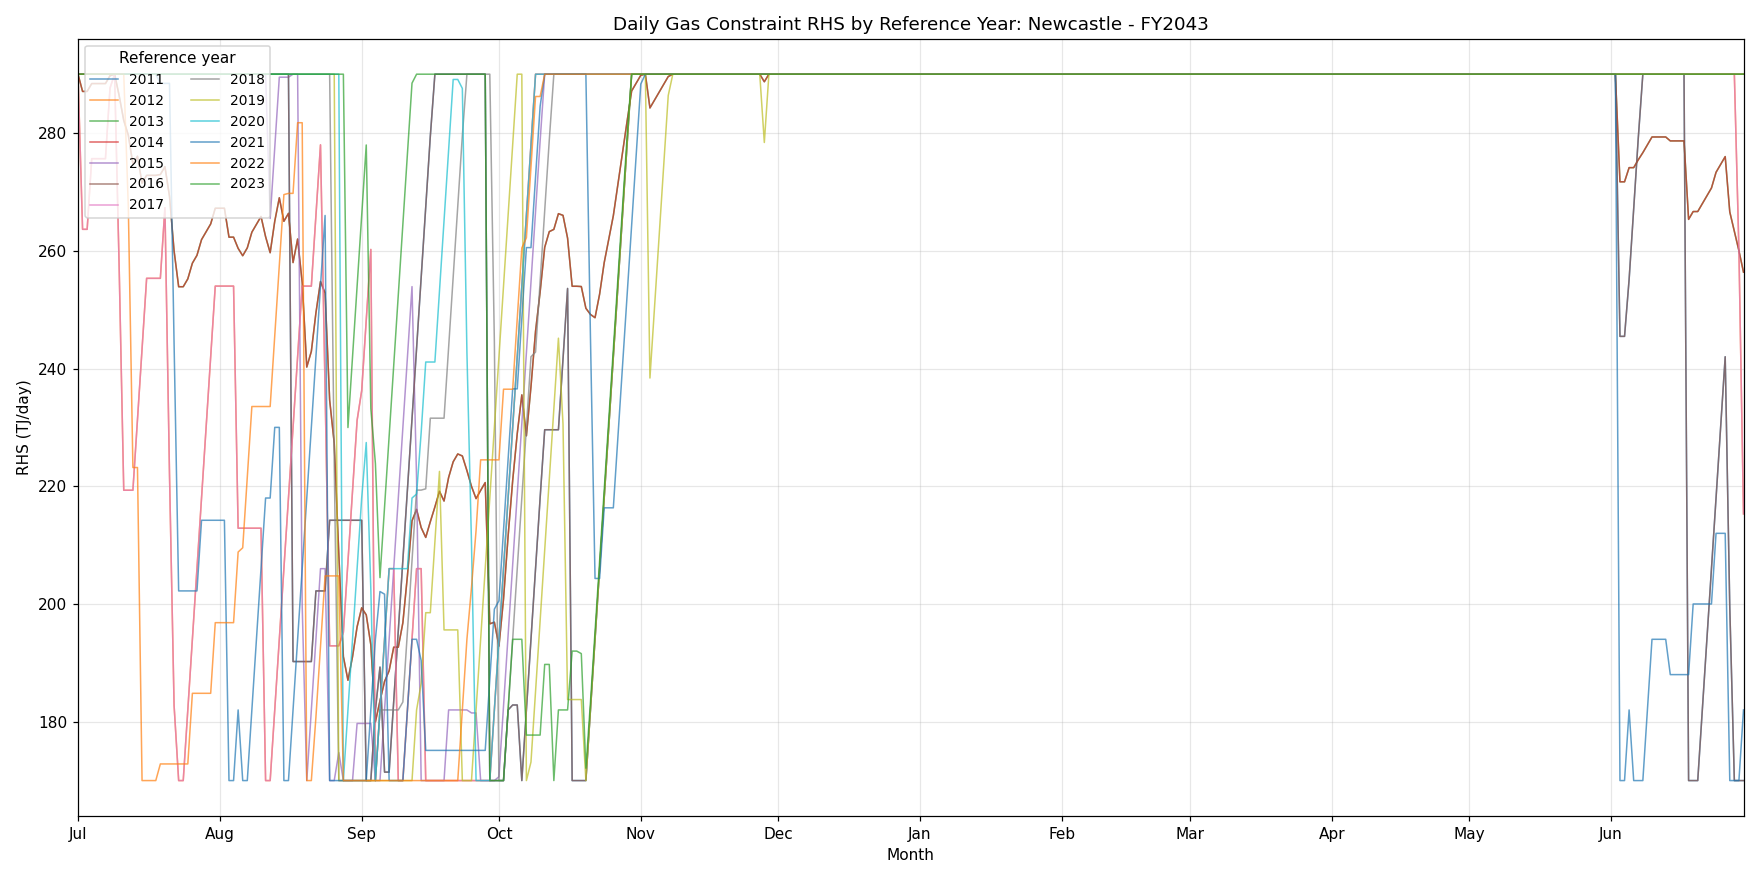 Daily Gas Constraint RHS by Reference Year: Newcastle - FY2043
Reference year
2011 2018
2012 2019
2013 2020
2014 2021
2015 2022
2016 2023
2017
RHS (TJ/day)
280
260
240
220
200
180
Jul Aug Sep Oct Nov Dec Jan Feb Mar Apr May Jun
Month